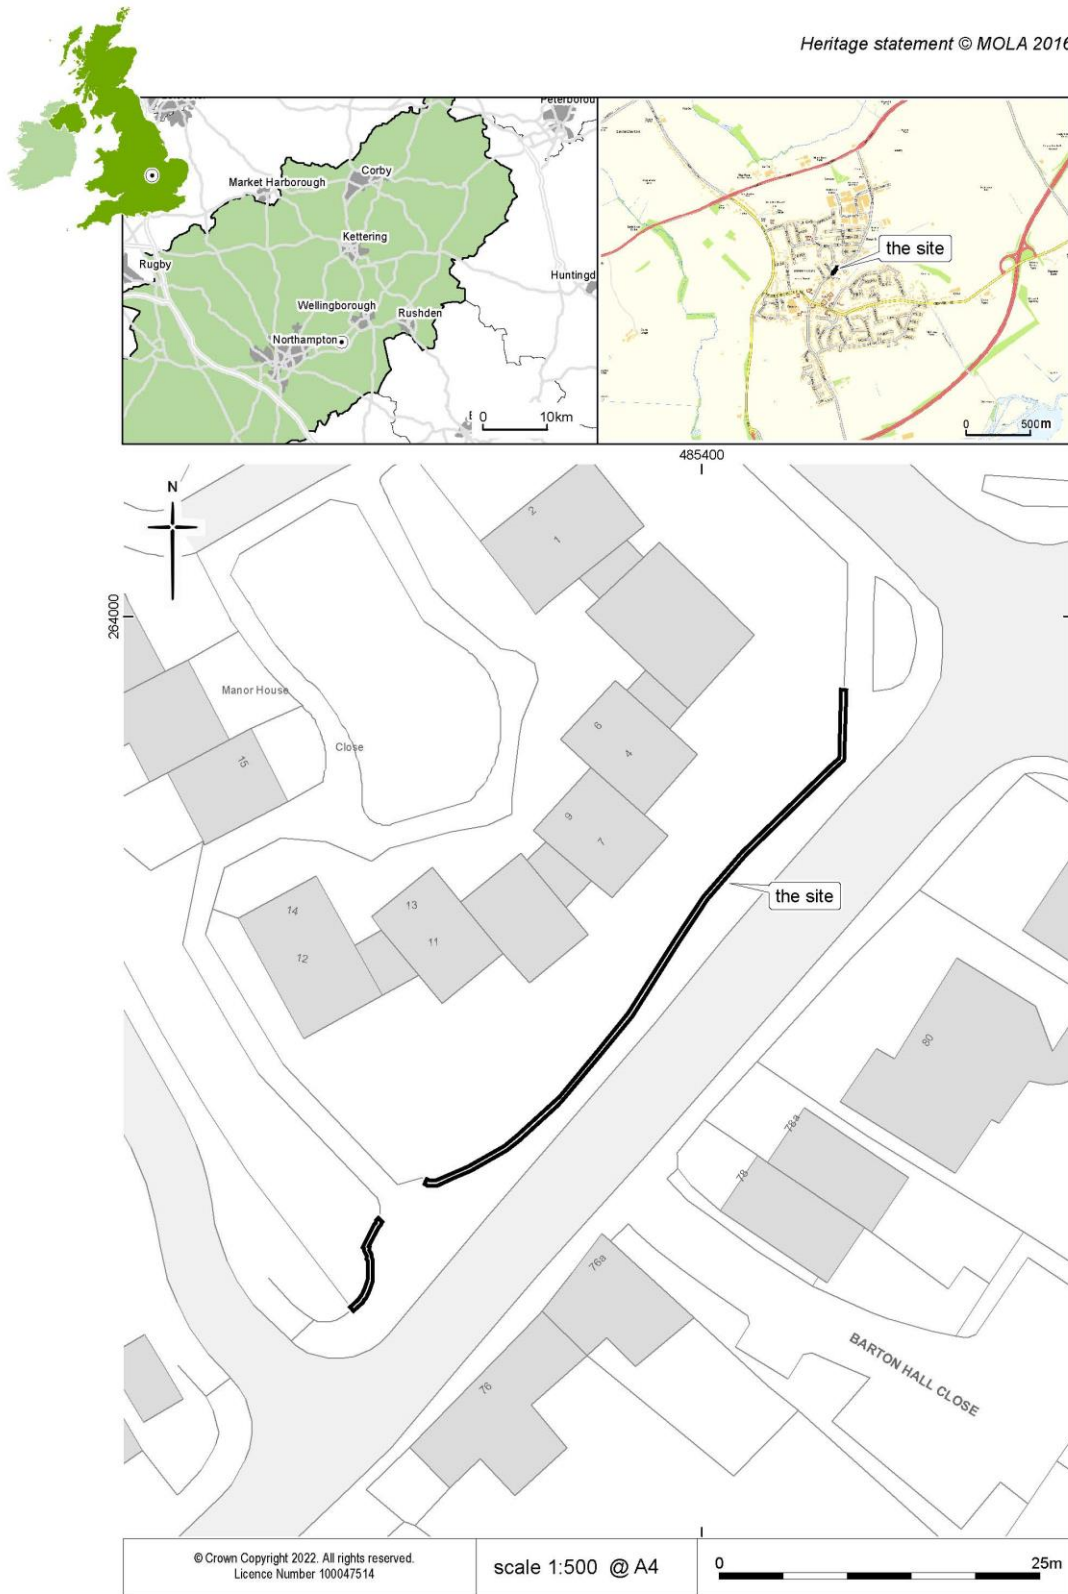 Heritage statement © MOLA 2016
Peterborou
Market Harborough
Corby
Kettering
Rugby
Huntingd
Wellingborough
Rushden
Northampton
0 10km
the site
0 500m
485400
N
264000
2
1
Manor House
Close
15
6
4
9
7
14
12
13
11
the site
80
78a
78
76a
76
BARTON HALL CLOSE
© Crown Copyright 2022. All rights reserved.
Licence Number 100047514
scale 1:500 @ A4
0 25m